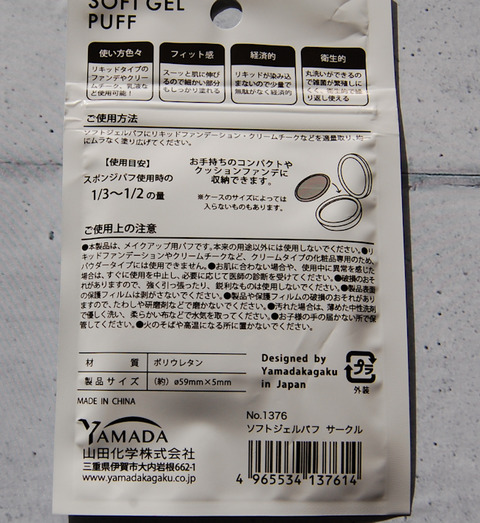 SOFT GEL
PUFF
使い方色々
リキッドタイプの
ファンデやクリー
ムチーク、乳液な
ど使用可能!
フィット感
スーッと肌に伸び
るので細かい部分
もしっかり塗れる
経済的
リキッドが染み込
まないので少量で
無駄がなく経済的
衛生的
丸洗いができるの
で雑菌が繁殖しに
くく、衛生的で繰
り返し使える
ご使用方法
ソフトジェルパフにリキッドファンデーション・クリームチークなどを適量取り、肌
にムラなく塗り広げてください。
【使用目安】
スポンジパフ使用時の
1/3〜1/2の量
お手持ちのコンパクトや
クッションファンデに
収納できます。
※ケースのサイズによっては
入らないものもあります。
ご使用上の注意
●本製品は、メイクアップ用パフです。本来の用途以外には使用しないでください。●リ
キッドファンデーションやクリームチークなど、クリームタイプの化粧品専用のため、
パウダータイプには使用できません。●お肌に合わない場合や、使用中に異常を感じた
場合は、すぐに使用を中止し、必要に応じて医師の診断を受けてください。●破損のおそ
れがありますので、強く引っ張ったり、鋭利なものは使用しないでください。●製品表面
の保護フィルムは剥がさないでください。●製品や保護フィルムの破損のおそれがあり
ますので、たわしや研磨剤などで磨かないでください。●汚れた場合は、薄めた中性洗剤
で優しく洗い、柔らかい布などで水気を取ってください。●お子様の手の届かない所で保
管してください。●火のそばや高温になる所に置かないでください。
材 質 ポリウレタン
製品サイズ (約) ø59mm×5mm
MADE IN CHINA
Designed by
Yamadakagaku
in Japan
プラ
外装
YAMADA
山田化学株式会社
三重県伊賀市大内岩根662-1
www.yamadakagaku.co.jp
No.1376
ソフトジェルパフ サークル
4 965534 137614